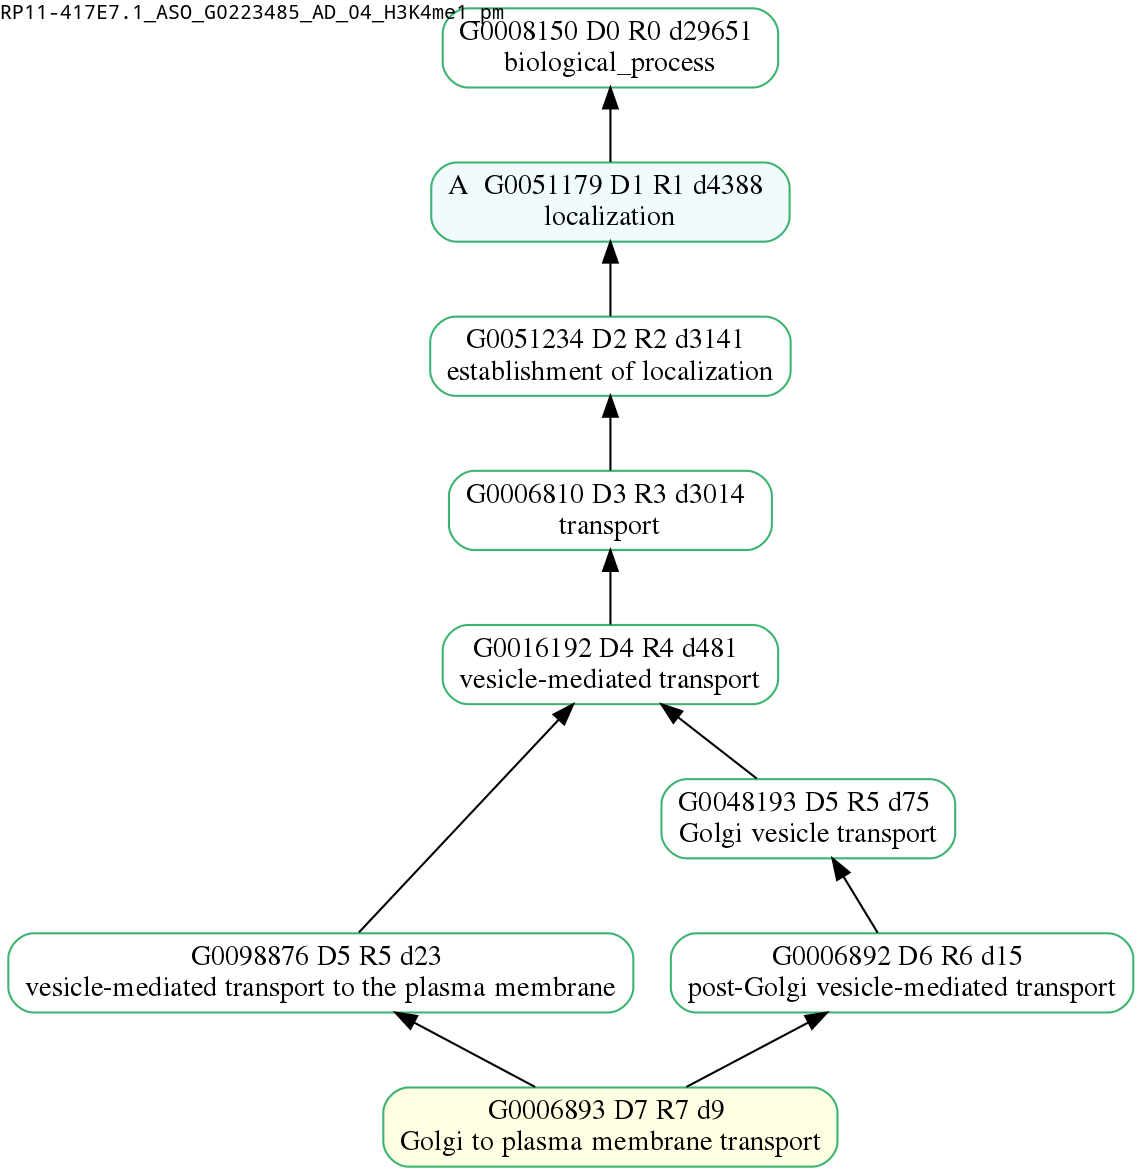 RP11-417E7.1_ASO_G0223485_AD_04_H3K4me1_pm
G0008150 D0 R0 d29651
biological_process
A G0051179 D1 R1 d4388
localization
G0051234 D2 R2 d3141
establishment of localization
G0006810 D3 R3 d3014
transport
G0016192 D4 R4 d481
vesicle-mediated transport
G0048193 D5 R5 d75
Golgi vesicle transport
G0098876 D5 R5 d23
vesicle-mediated transport to the plasma membrane
G0006892 D6 R6 d15
post-Golgi vesicle-mediated transport
G0006893 D7 R7 d9
Golgi to plasma membrane transport